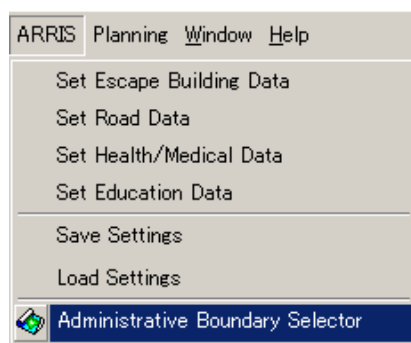 ARRIS Planning Window Help
Set Escape Building Data
Set Road Data
Set Health/Medical Data
Set Education Data
Save Settings
Load Settings
Administrative Boundary Selector